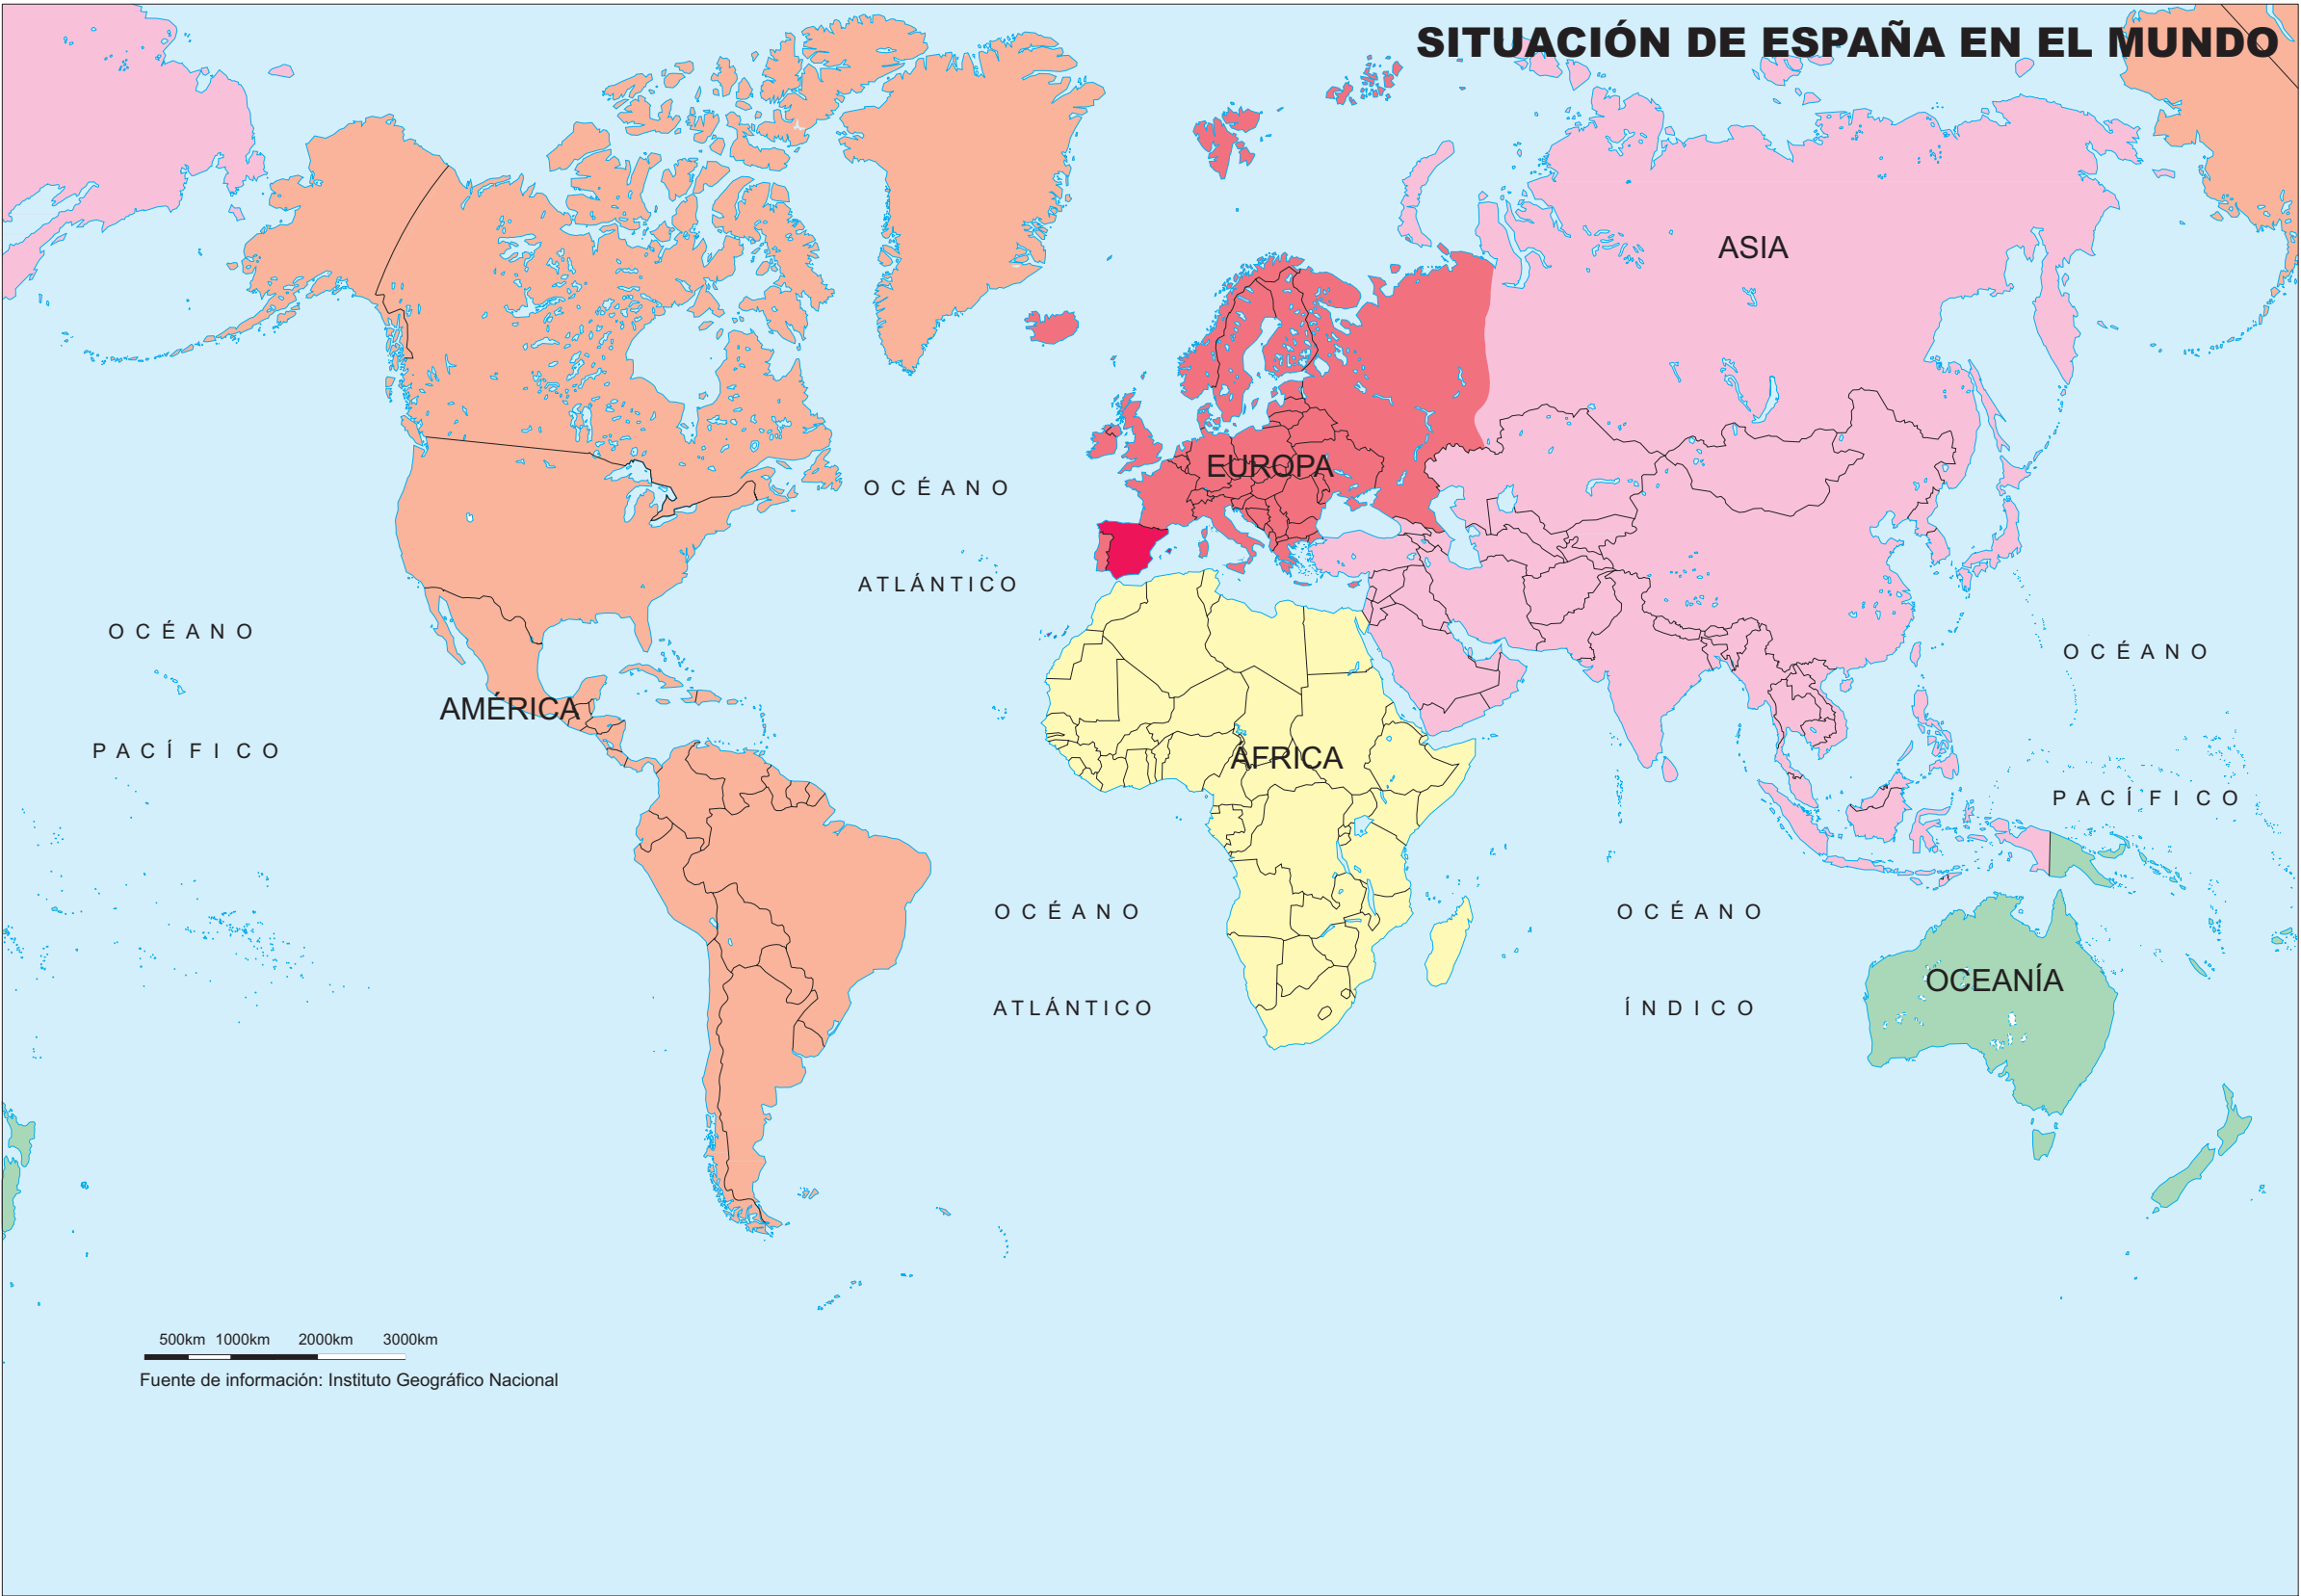 SITUACIÓN DE ESPAÑA EN EL MUNDO
ASIA
EUROPA
OCÉANO
ATLÁNTICO
OCÉANO
PACÍFICO
AMÉRICA
AFRICA
OCÉANO
PACÍFICO
OCÉANO
ATLÁNTICO
OCÉANO
ÍNDICO
OCEANÍA
500km 1000km 2000km 3000km
Fuente de información: Instituto Geográfico Nacional